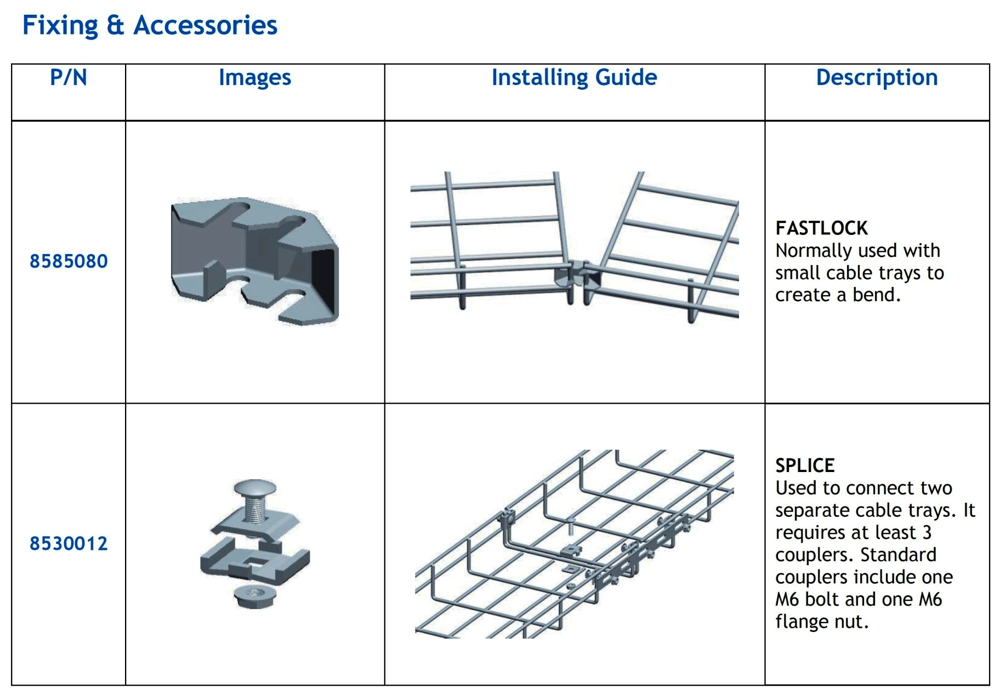 Fixing & Accessories
P/N
Images
Installing Guide
Description
8585080
FASTLOCK
Normally used with
small cable trays to
create a bend.
8530012
SPLICE
Used to connect two
separate cable trays. It
requires at least 3
couplers. Standard
couplers include one
M6 bolt and one M6
flange nut.